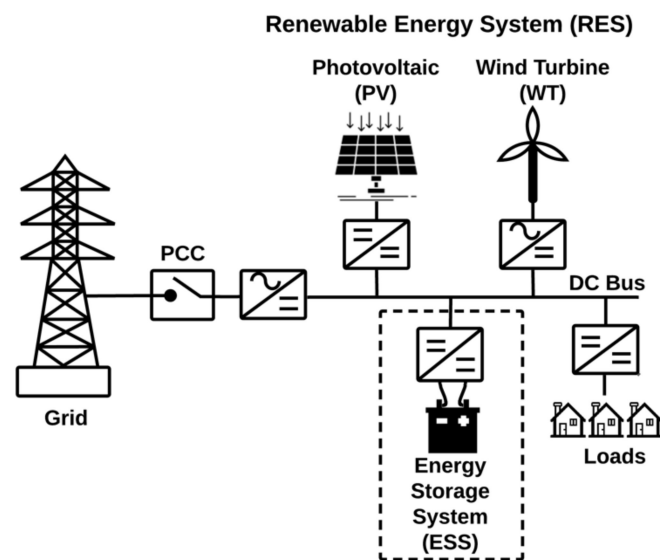 Renewable Energy System (RES)
Photovoltaic
(PV)
Wind Turbine
(WT)
PCC
DC Bus
Grid
Loads
Energy
Storage
System
(ESS)